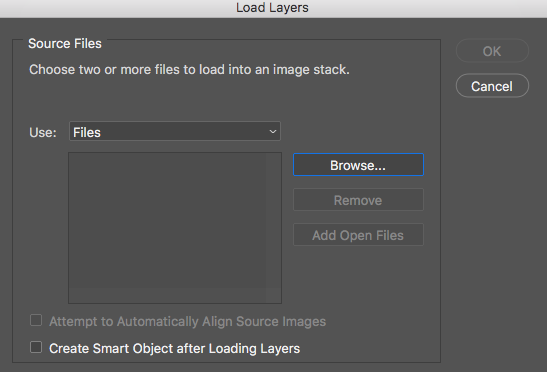 Load Layers
Source Files
OK
Choose two or more files to load into an image stack.
Cancel
Use: Files
Browse...
Remove
Add Open Files
Attempt to Automatically Align Source Images
Create Smart Object after Loading Layers